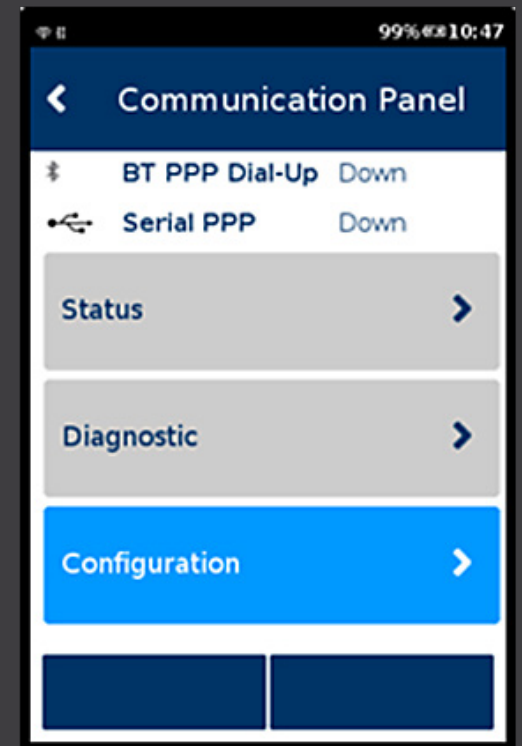 99% 10:47
Communication Panel
BT PPP Dial-Up Down
Serial PPP Down
Status
Diagnostic
Configuration